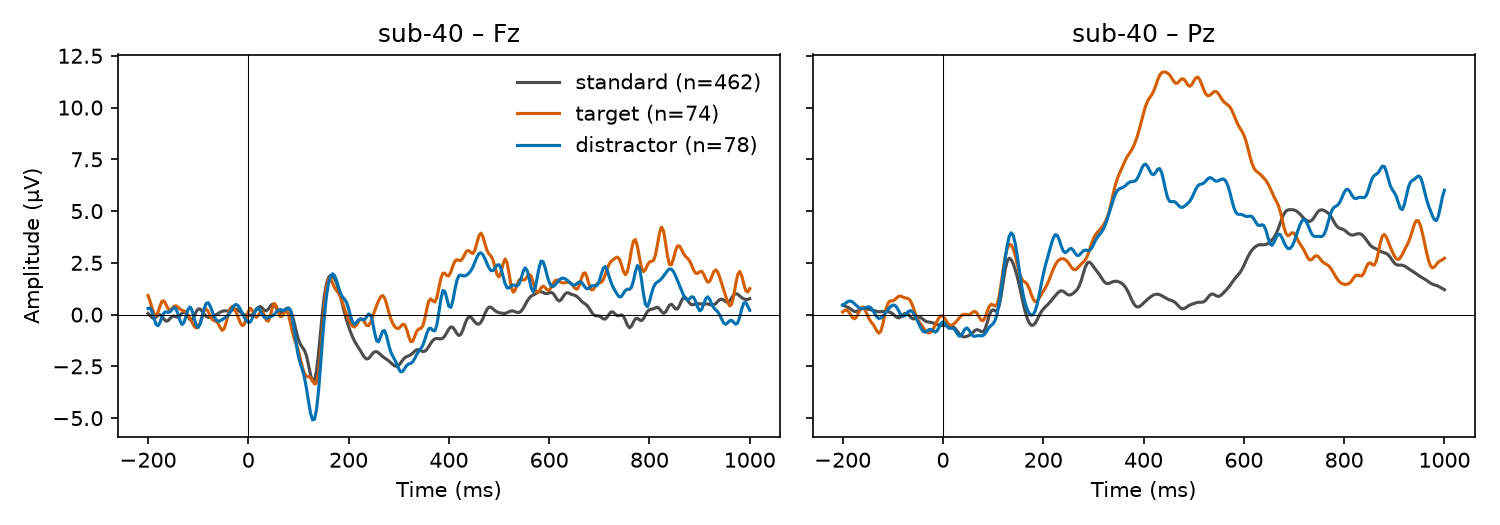 sub-40 – Fz
sub-40 – Pz
12.5
10.0
7.5
5.0
2.5
0.0
−2.5
−5.0
Amplitude (µV)
standard (n=462)
target (n=74)
distractor (n=78)
−200 0 200 400 600 800 1000
−200 0 200 400 600 800 1000
Time (ms)
Time (ms)